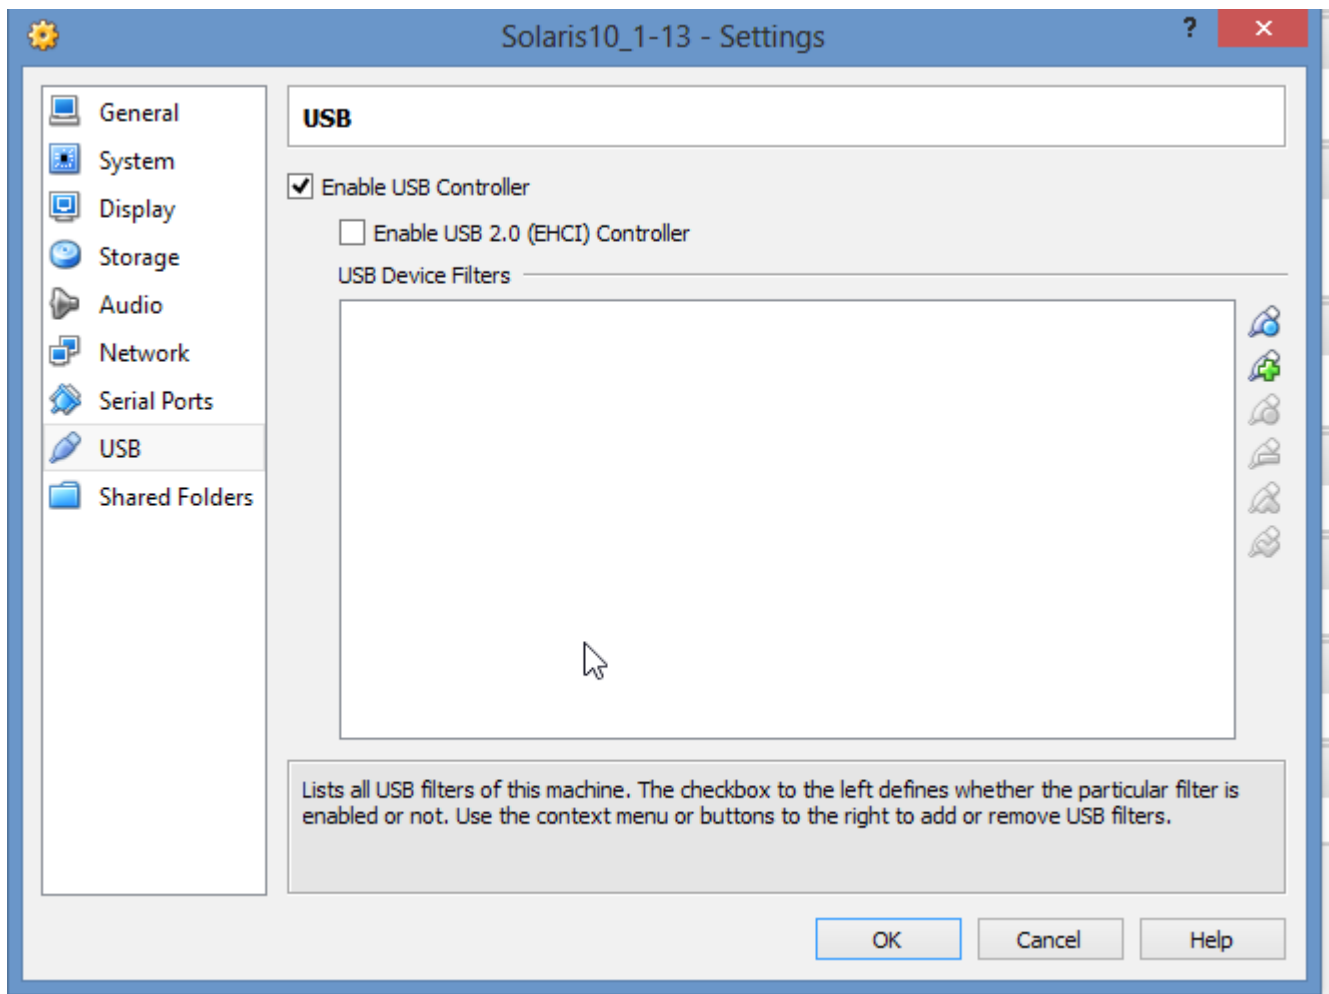 Solaris10_1-13 - Settings
?
General
System
Display
Storage
Audio
Network
Serial Ports
USB
Shared Folders
USB
Enable USB Controller
Enable USB 2.0 (EHCI) Controller
USB Device Filters
Lists all USB filters of this machine. The checkbox to the left defines whether the particular filter is
enabled or not. Use the context menu or buttons to the right to add or remove USB filters.
OK
Cancel
Help